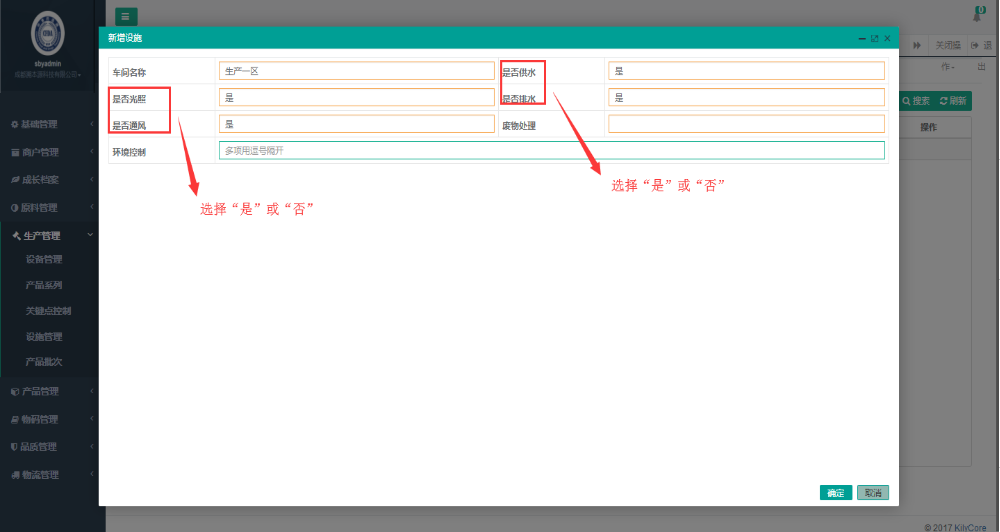 0
sbyadmin
基础管理
商户管理
成长档案
原料管理
生产管理
设备管理
产品系列
关键点控制
设施管理
产品批次
产品管理
物码管理
品质管理
物流管理
新增设施
车间名称 生产一区 是否供水 是
是否光照 是 是否排水 是
是否通风 是 废物处理
环境控制 多项用逗号隔开
选择“是”或“否”
选择“是”或“否”
确定 取消
关闭操
作
退
出
搜索 刷新
操作
© 2017 KilyCore